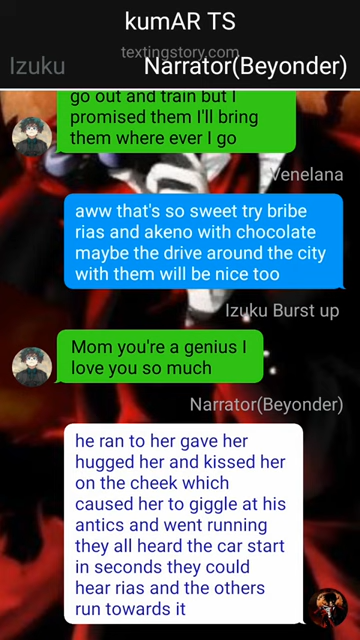 kumAR TS
textingstory.com
Izuku
Narrator(Beyonder)
go out and train but I
promised them I'll bring
them where ever I go
Venelana
aww that's so sweet try bribe
rias and akeno with chocolate
maybe the drive around the city
with them will be nice too
Izuku Burst up
Mom you're a genius I
love you so much
Narrator(Beyonder)
he ran to her gave her
hugged her and kissed her
on the cheek which
caused her to giggle at his
antics and went running
they all heard the car start
in seconds they could
hear rias and the others
run towards it